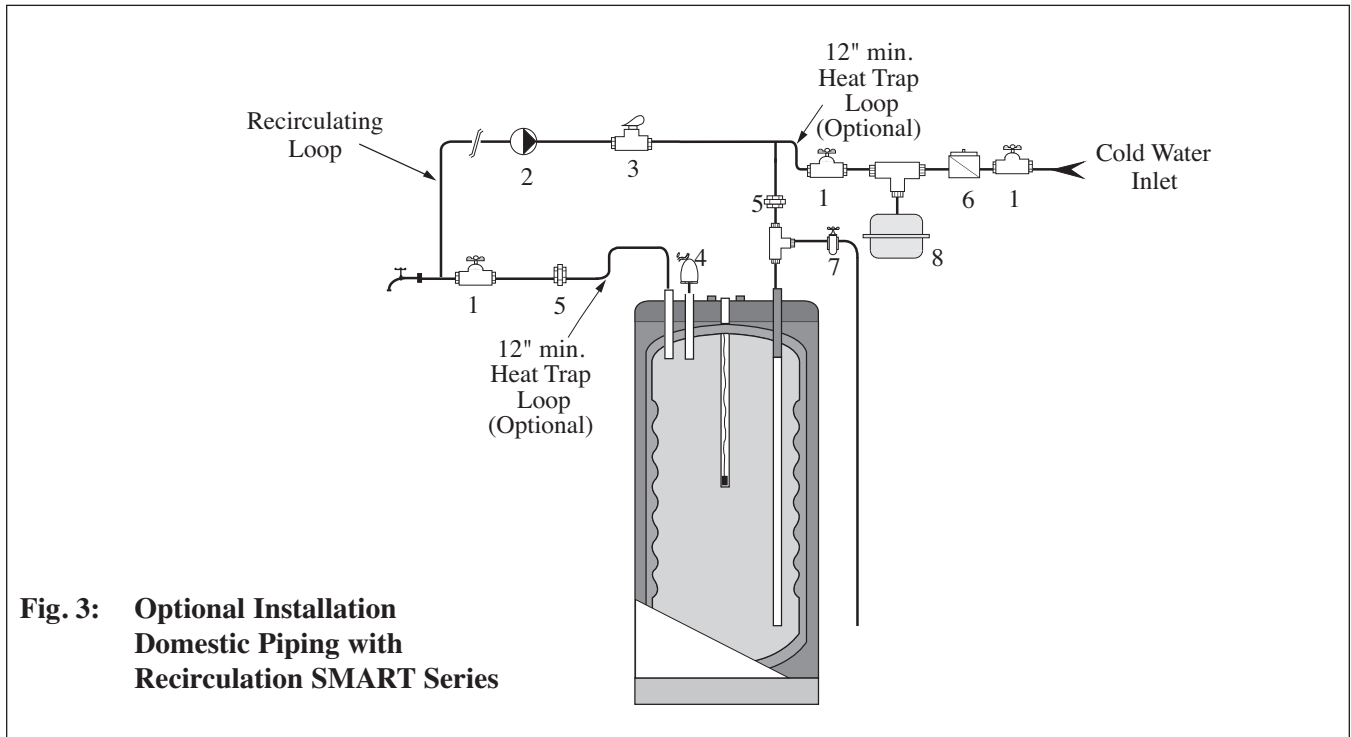 12" min.
Heat Trap
Loop
(Optional)
Recirculating
Loop
2
3
1
6
1
Cold Water
Inlet
5
8
4
7
1
5
12" min.
Heat Trap
Loop
(Optional)
Fig. 3: Optional Installation
Domestic Piping with
Recirculation SMART Series